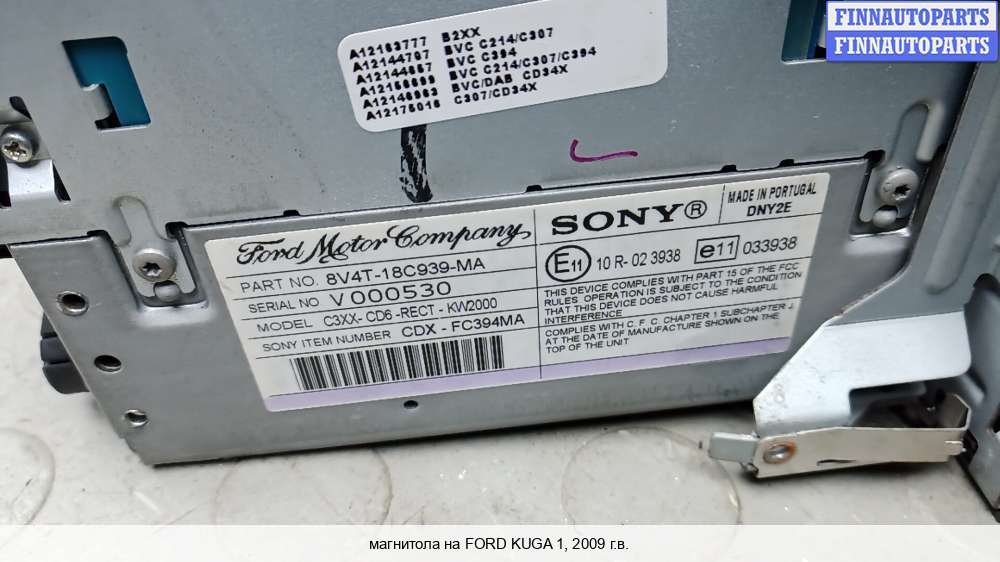 FINNAUTOPARTS
FINNAUTOPARTS
A12163777 B2XX
A12144707 BVC C214/C307
A12144657 BVC C394
BVC C214/C307/C394
BVC/DAB CD34X
A12175016 C307/CD34X
Ford Motor Company
PART NO. 8V4T-18C939-MA
SERIAL NO V 000530
MODEL C3XX- CD6 -RECT - KW2000
SONY ITEM NUMBER CDX - FC394MA
SONY®
MADE IN PORTUGAL
DNY2E
E11 10 R- 02 3938 e11 033938
THIS DEVICE COMPLIES WITH PART 15 OF THE FCC
RULES OPERATION IS SUBJECT TO THE CONDITION
THAT THIS DEVICE DOES NOT CAUSE HARMFUL
INTERFERENCE
COMPLIES WITH C. F. C. CHAPTER 1 SUBCHAPTER J,
AT THE DATE OF MANUFACTURE SHOWN ON THE
TOP OF THE UNIT
магнитола на FORD KUGA 1, 2009 г.в.